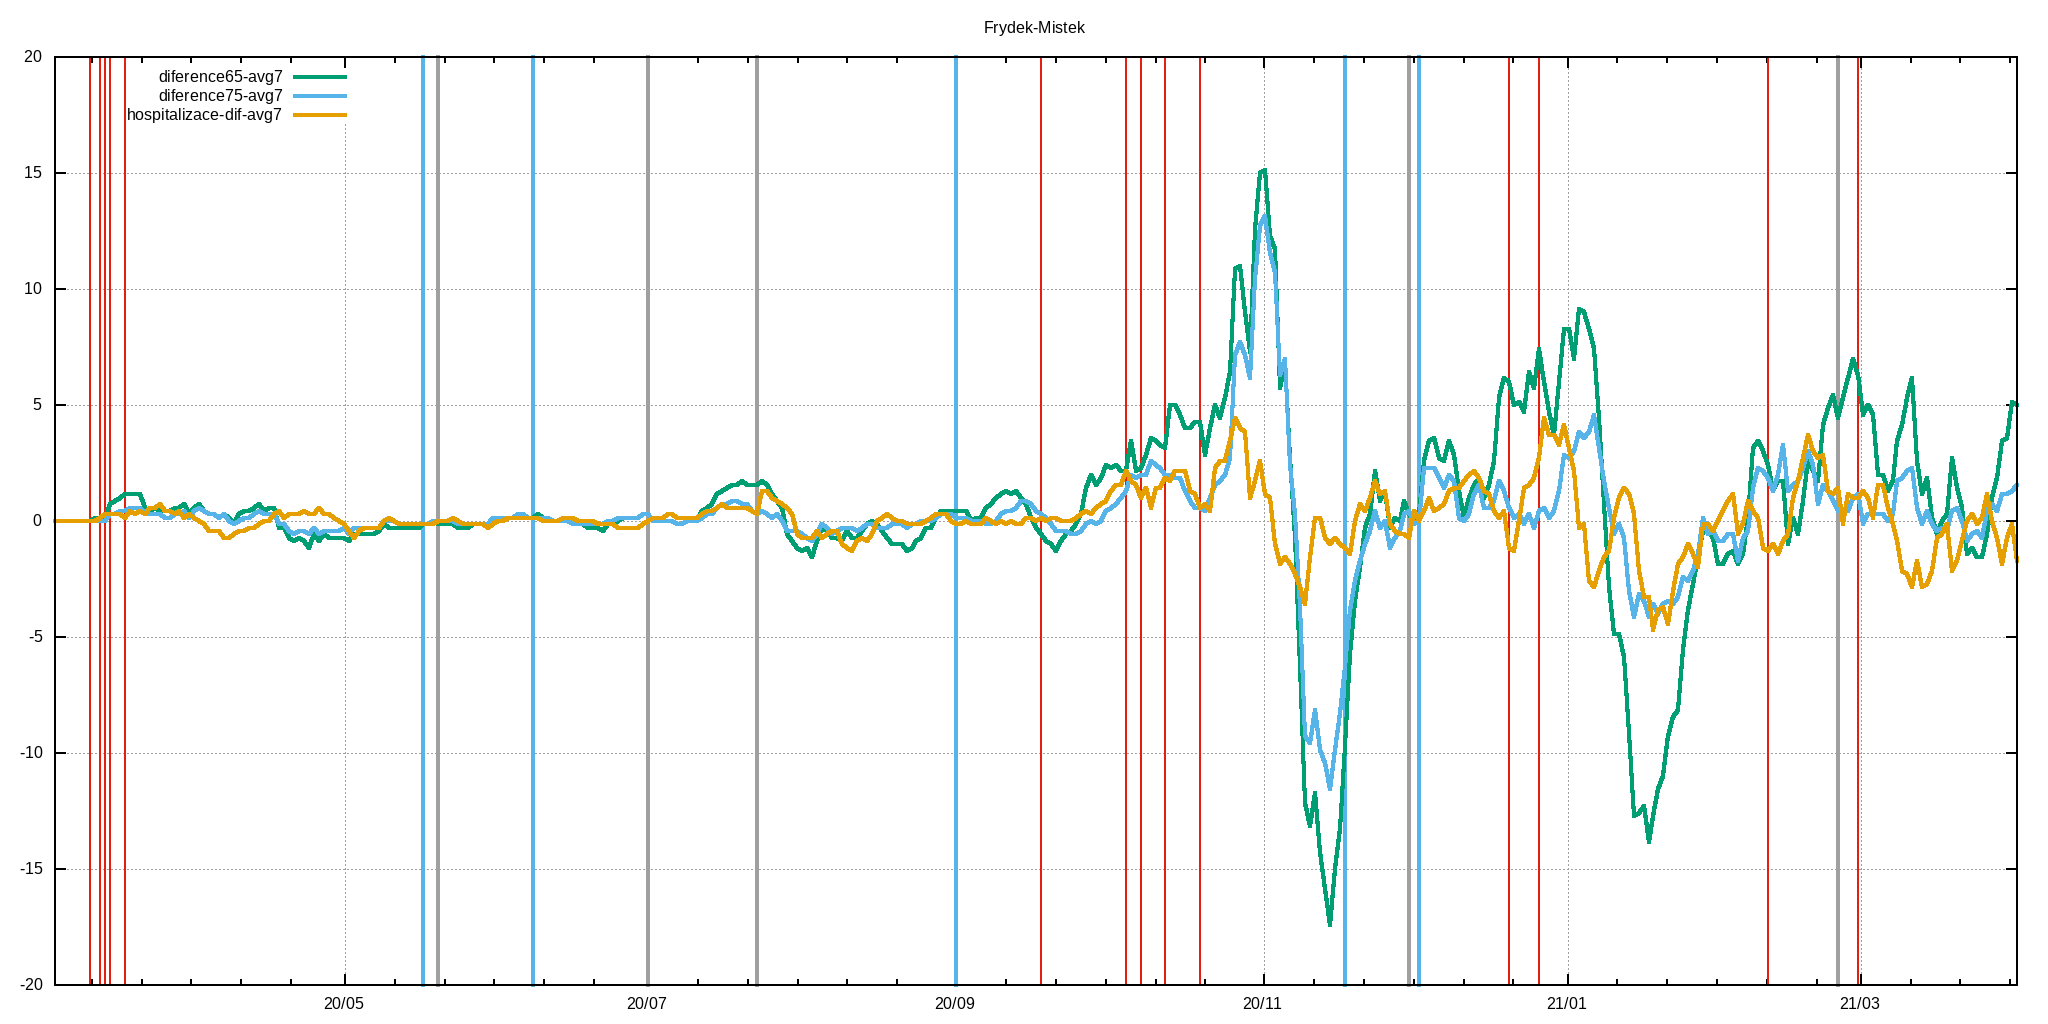 Frydek-Mistek
20
diference65-avg7
diference75-avg7
hospitalizace-dif-avg7
15
10
5
0
-5
-10
-15
-20
20/05 20/07 20/09 20/11 21/01 21/03